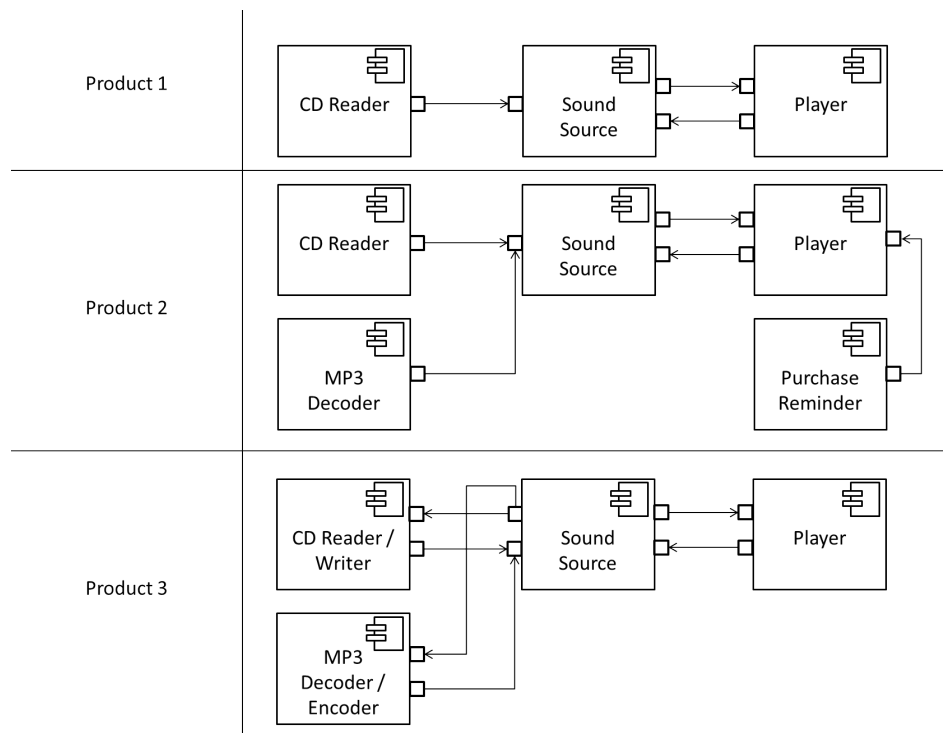 Product 1
CD Reader
Sound
Source
Player
Product 2
CD Reader
Sound
Source
Player
MP3
Decoder
Purchase
Reminder
Product 3
CD Reader /
Writer
Sound
Source
Player
MP3
Decoder /
Encoder